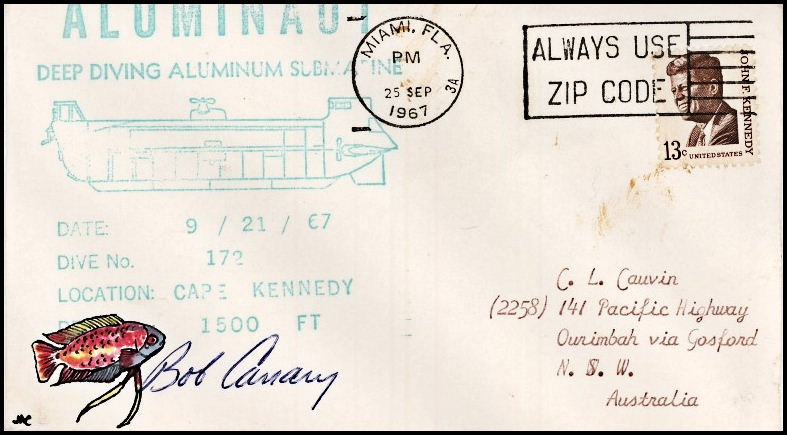 ALUMINAUT
DEEP DIVING ALUMINUM SUBMARINE
DATE: 9 / 21 / 67
DIVE No. 172
LOCATION: CAPE KENNEDY
1500 FT
Bob Canary
MIAMI, FLA.
PM
25 SEP
1967
3A
ALWAYS USE
ZIP CODE
JOHN F. KENNEDY
13c UNITED STATES
C. L. Cauvin
(2258) 141 Pacific Highway
Ourimbah via Gosford
N. S. W.
Australia